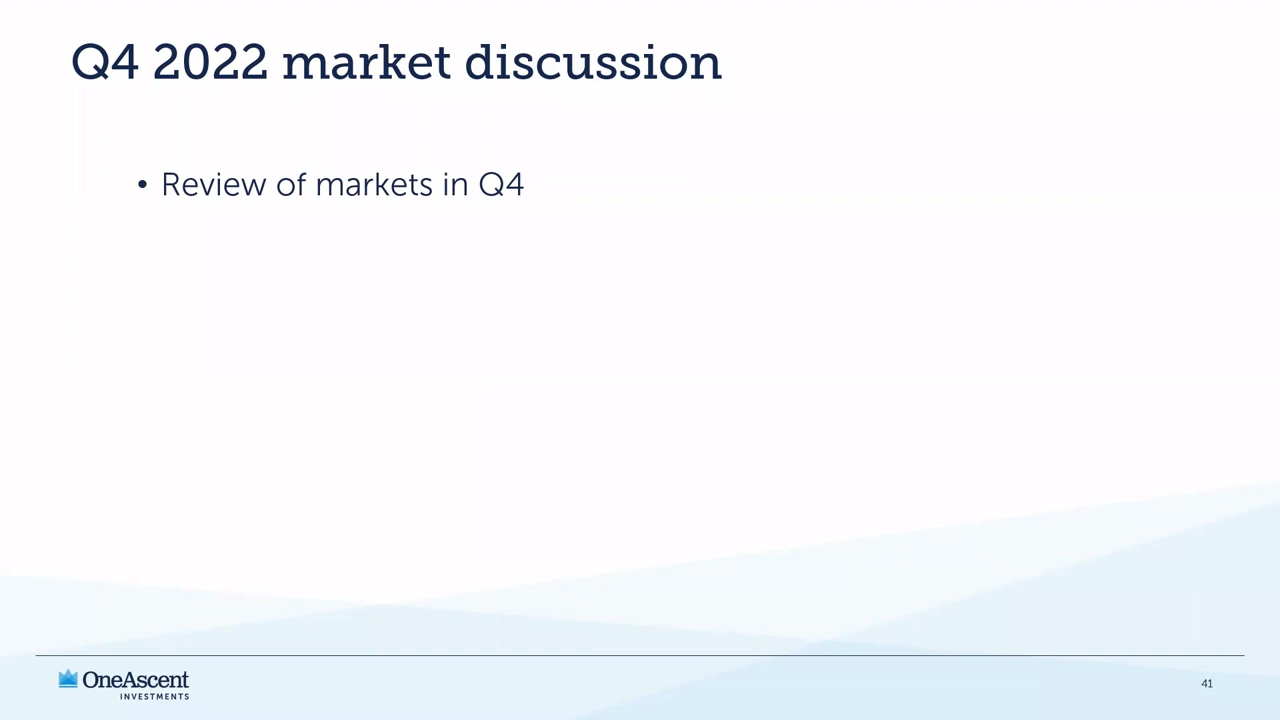 Q4 2022 market discussion
• Review of markets in Q4
OneAscent
INVESTMENTS
41